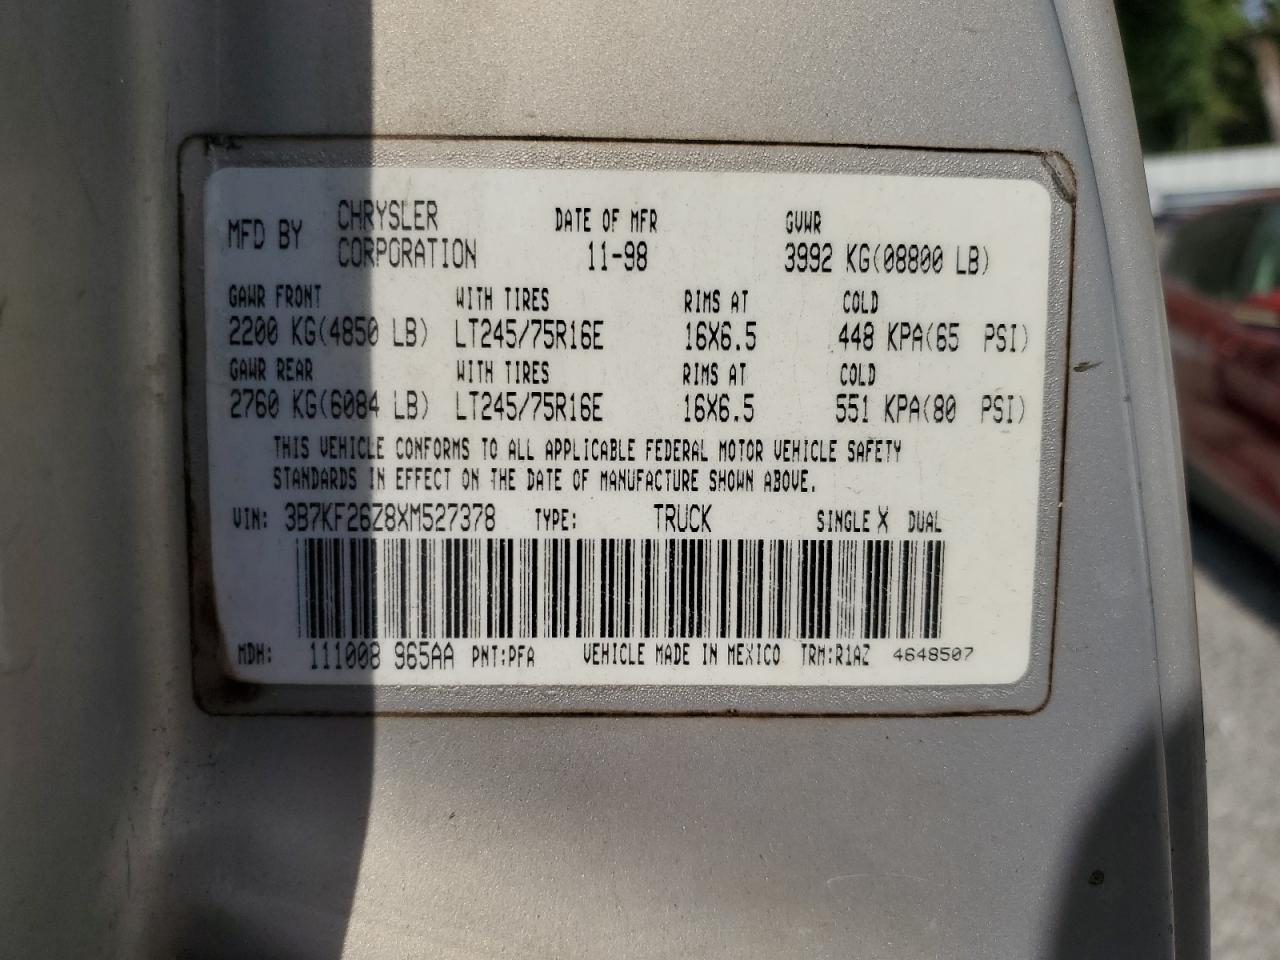 MFD BY CHRYSLER CORPORATION DATE OF MFR 11-98 GVWR 3992 KG(08800 LB)
GAWR FRONT WITH TIRES RIMS AT COLD
2200 KG(4850 LB) LT245/75R16E 16X6.5 448 KPA(65 PSI)
GAWR REAR WITH TIRES RIMS AT COLD
2760 KG(6084 LB) LT245/75R16E 16X6.5 551 KPA(80 PSI)
THIS VEHICLE CONFORMS TO ALL APPLICABLE FEDERAL MOTOR VEHICLE SAFETY
STANDARDS IN EFFECT ON THE DATE OF MANUFACTURE SHOWN ABOVE.
VIN: 3B7KF26Z8XM527378 TYPE: TRUCK SINGLE X DUAL
MDH: 111008 965AA PNT:PFA VEHICLE MADE IN MEXICO TRM:R1AZ 4648507